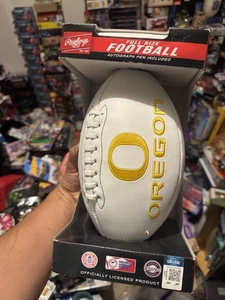 Rawlings
FULL SIZE
FOOTBALL
AUTOGRAPH PEN INCLUDED
O
OREGON
OFFICIALLY LICENSED PRODUCT